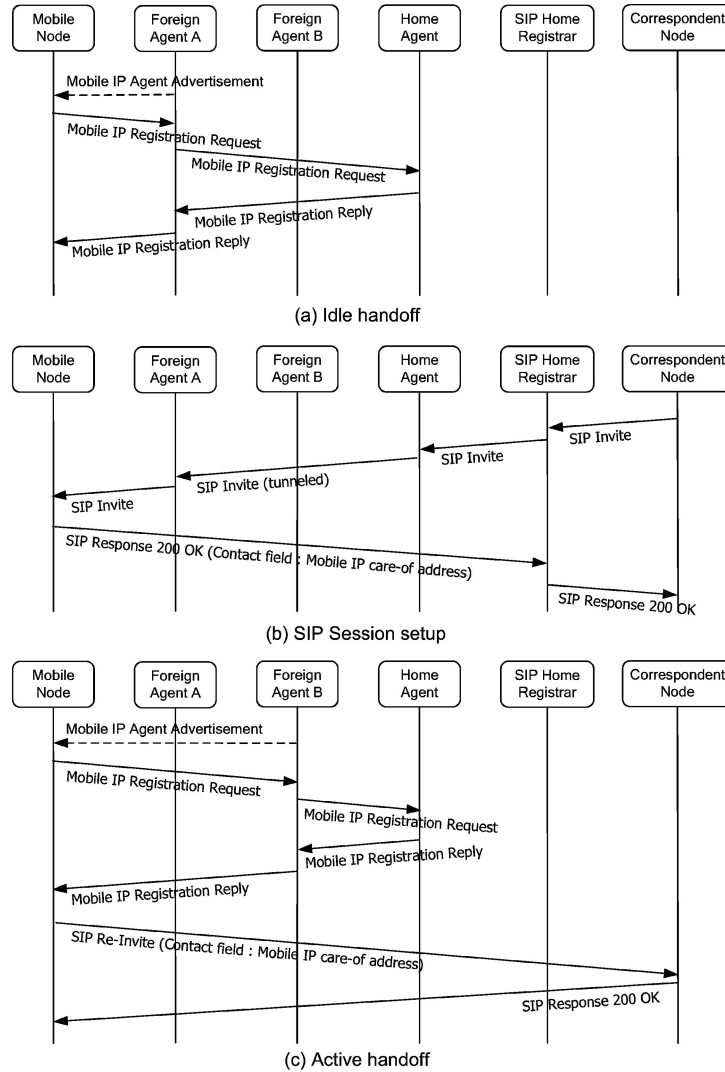 Mobile
Node
Foreign
Agent A
Foreign
Agent B
Home
Agent
SIP Home
Registrar
Correspondent
Node
Mobile IP Agent Advertisement
Mobile IP Registration Request
Mobile IP Registration Request
Mobile IP Registration Reply
Mobile IP Registration Reply
(a) Idle handoff
Mobile
Node
Foreign
Agent A
Foreign
Agent B
Home
Agent
SIP Home
Registrar
Correspondent
Node
SIP Invite
SIP Invite
SIP Invite (tunneled)
SIP Invite
SIP Response 200 OK (Contact field : Mobile IP care-of address)
SIP Response 200 OK
(b) SIP Session setup
Mobile
Node
Foreign
Agent A
Foreign
Agent B
Home
Agent
SIP Home
Registrar
Correspondent
Node
Mobile IP Agent Advertisement
Mobile IP Registration Request
Mobile IP Registration Request
Mobile IP Registration Reply
Mobile IP Registration Reply
SIP Re-Invite (Contact field : Mobile IP care-of address)
SIP Response 200 OK
(c) Active handoff